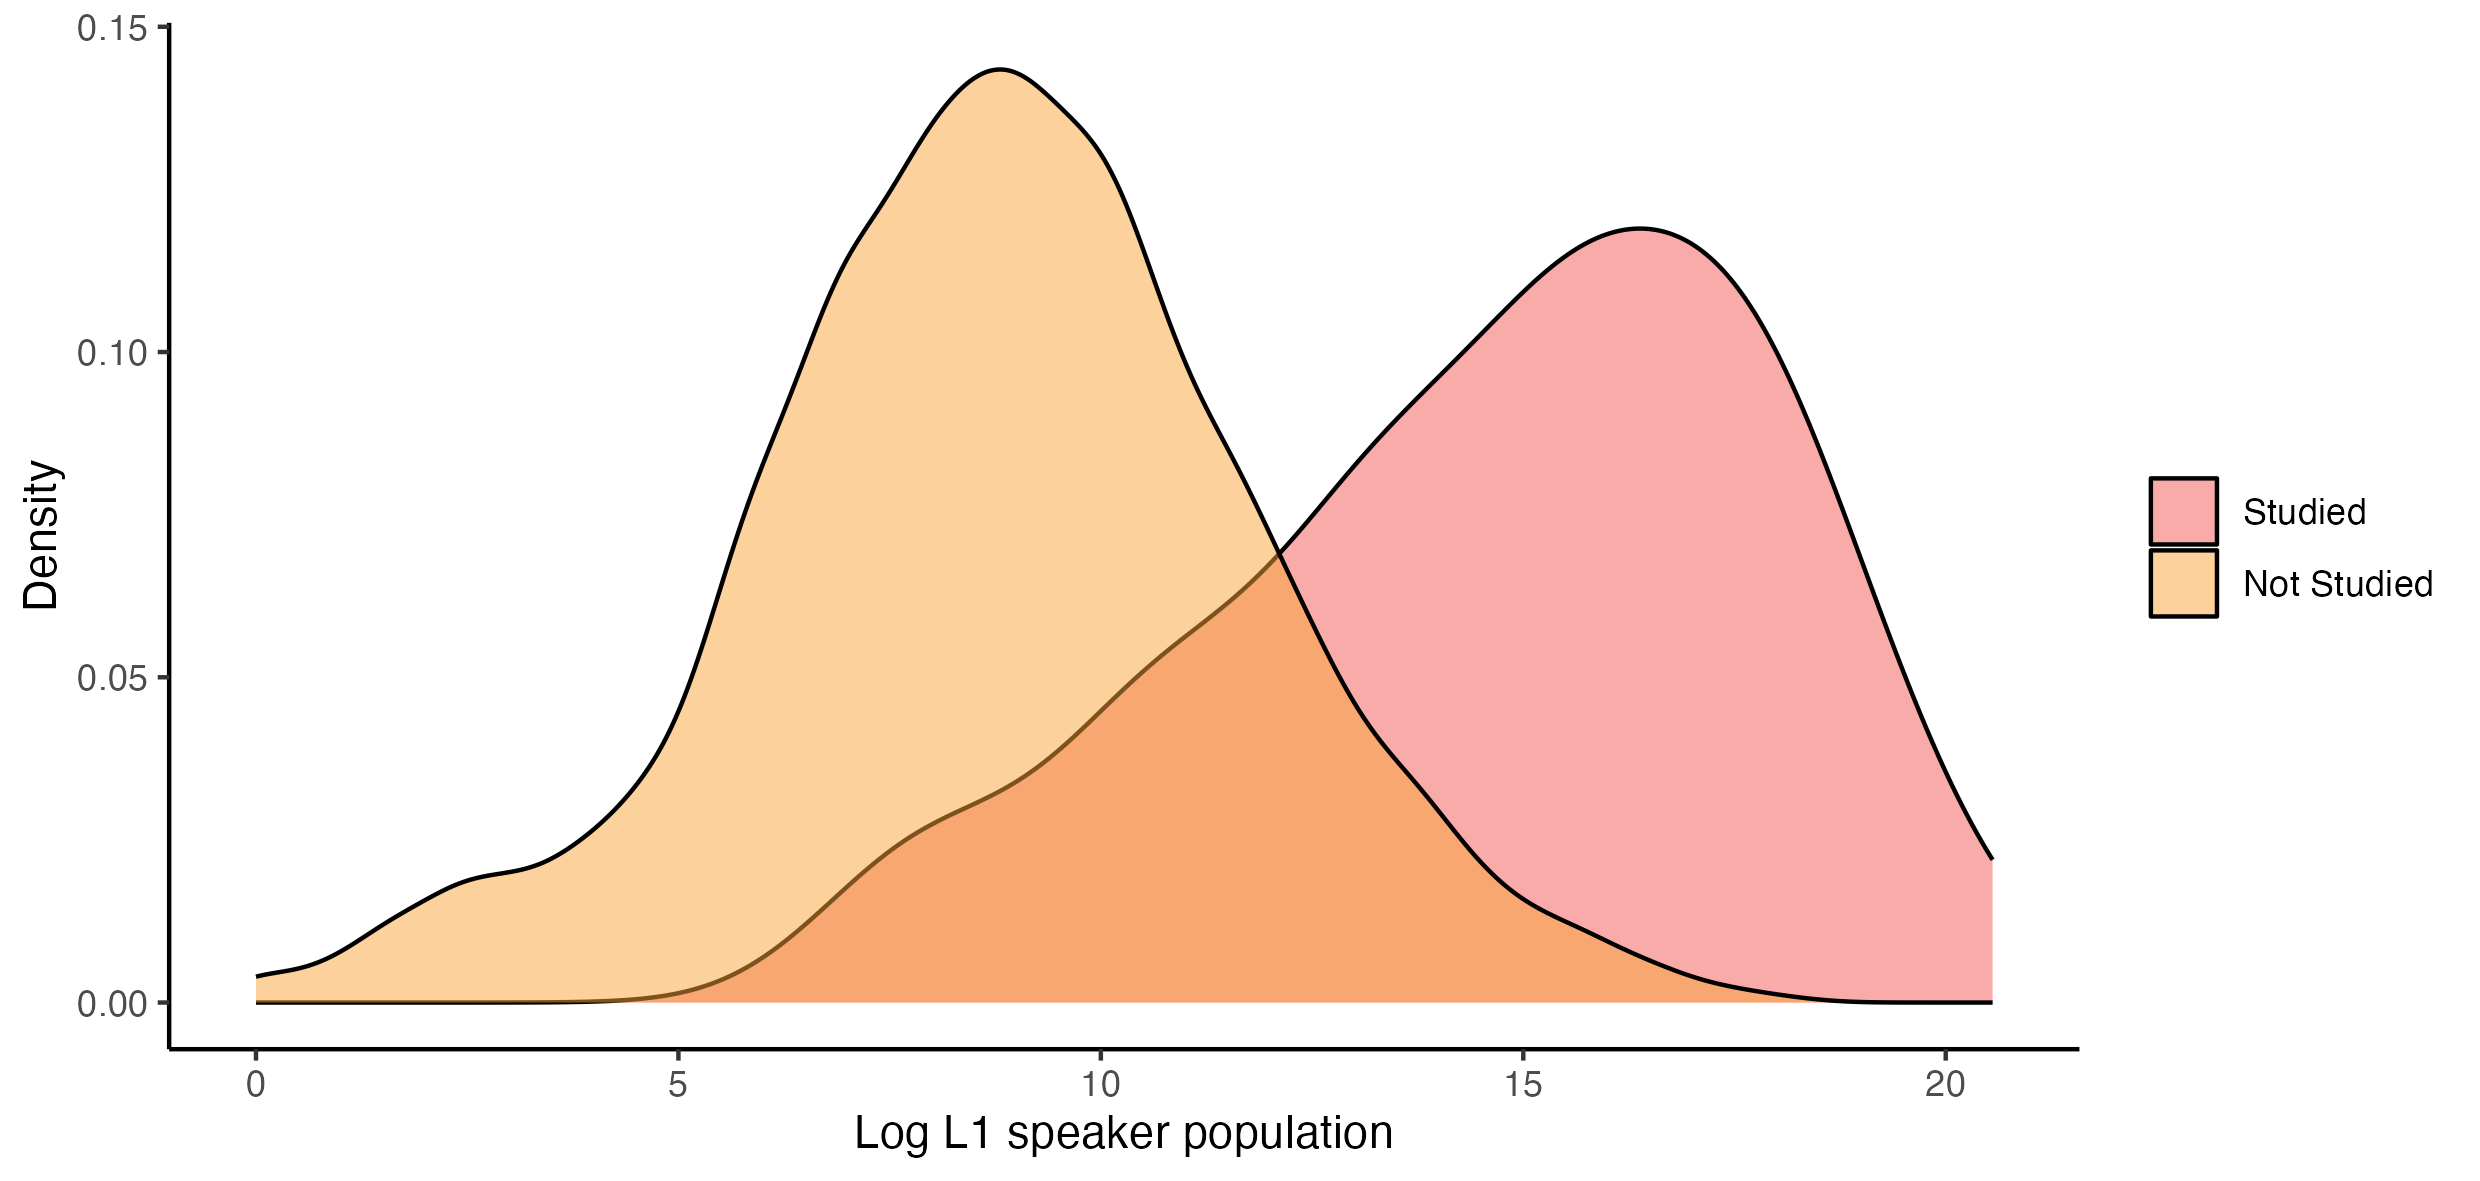 0.15
0.10
0.05
0.00
Density
0 5 10 15 20
Log L1 speaker population
Studied
Not Studied